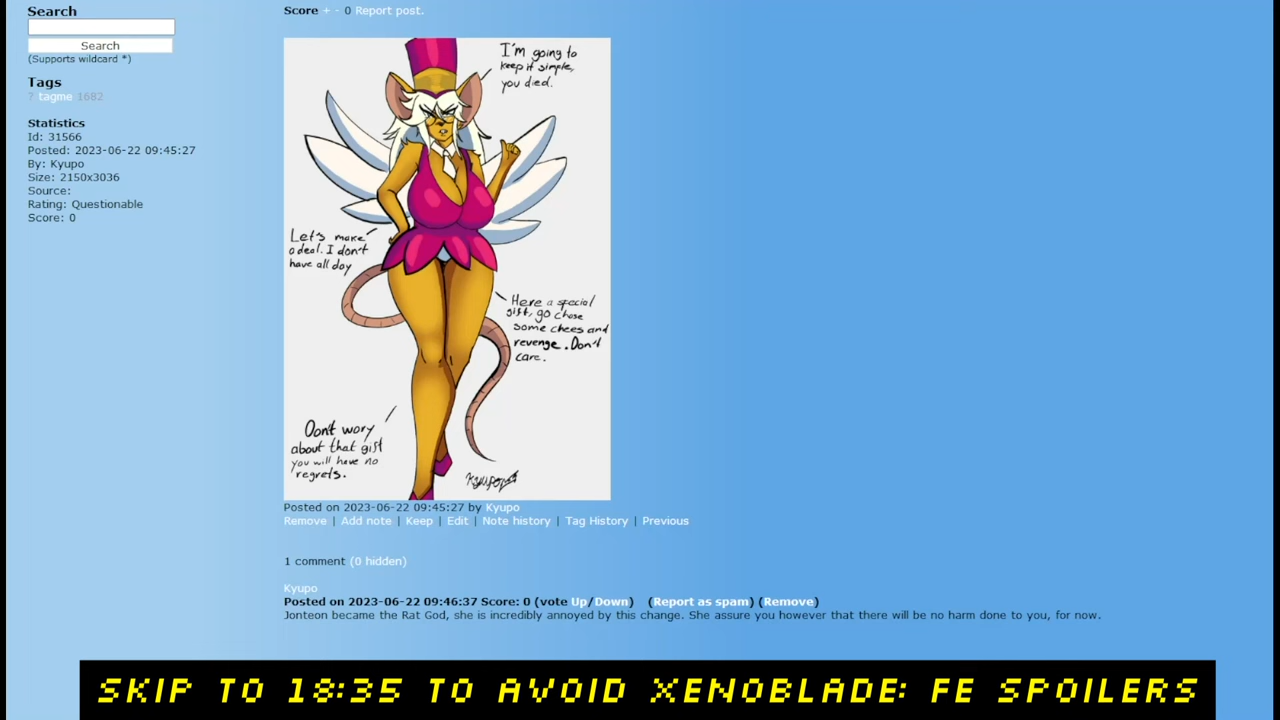 Search
Search
(Supports wildcard *)
Tags
? tagme 1682
Statistics
Id: 31566
Posted: 2023-06-22 09:45:27
By: Kyupo
Size: 2150x3036
Source:
Rating: Questionable
Score: 0
Score + - 0 Report post.
I'm going to
keep it simple,
you died.
Let's make
a deal. I don't
have all day
Here a special
gift, go chose
some chees and
revenge. Don't
care.
Dont wory
about that gift
you will have no
regrets.
Posted on 2023-06-22 09:45:27 by Kyupo
Remove | Add note | Keep | Edit | Note history | Tag History | Previous
1 comment (0 hidden)
Kyupo
Posted on 2023-06-22 09:46:37 Score: 0 (vote Up/Down) (Report as spam) (Remove)
Jonteon became the Rat God, she is incredibly annoyed by this change. She assure you however that there will be no harm done to you, for now.
SKIP TO 18:35 TO AVOID XENOBLADE: FE SPOILERS